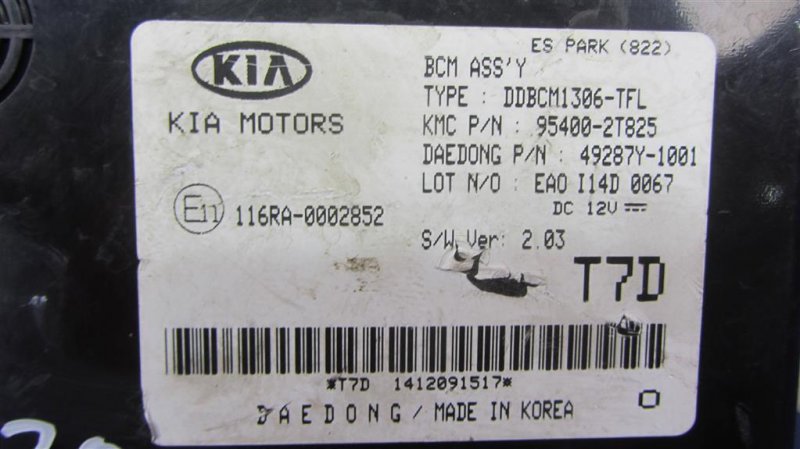 ES PARK (822)
KIA
KIA MOTORS
BCM ASS'Y
TYPE : DDBCM1306-TFL
KMC P/N : 95400-2T825
DAEDONG P/N : 49287Y-1001
LOT N/O : EAO I14D 0067
DC 12V
S/W Ver: 2.03
E11
116RA-0002852
T7D
*T7D 1412091517*
DAEDONG / MADE IN KOREA
O